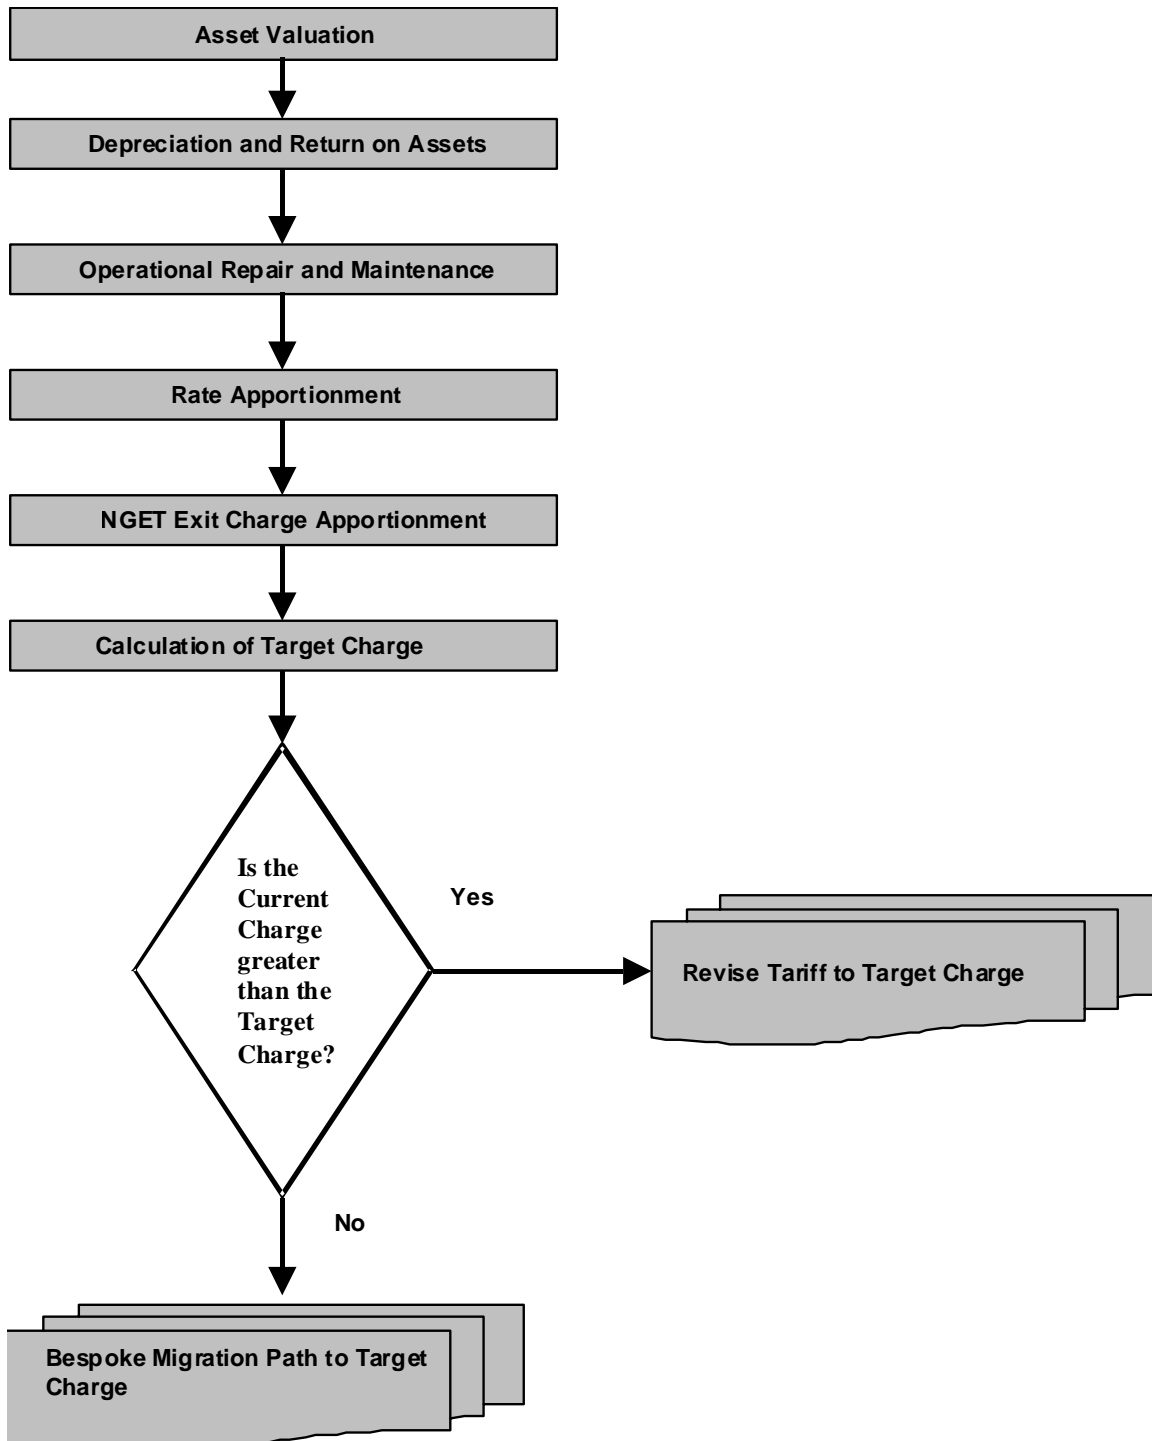 Asset Valuation
Depreciation and Return on Assets
Operational Repair and Maintenance
Rate Apportionment
NGET Exit Charge Apportionment
Calculation of Target Charge
Is the
Current
Charge
greater
than the
Target
Charge?
Yes
Revise Tariff to Target Charge
No
Bespoke Migration Path to Target
Charge